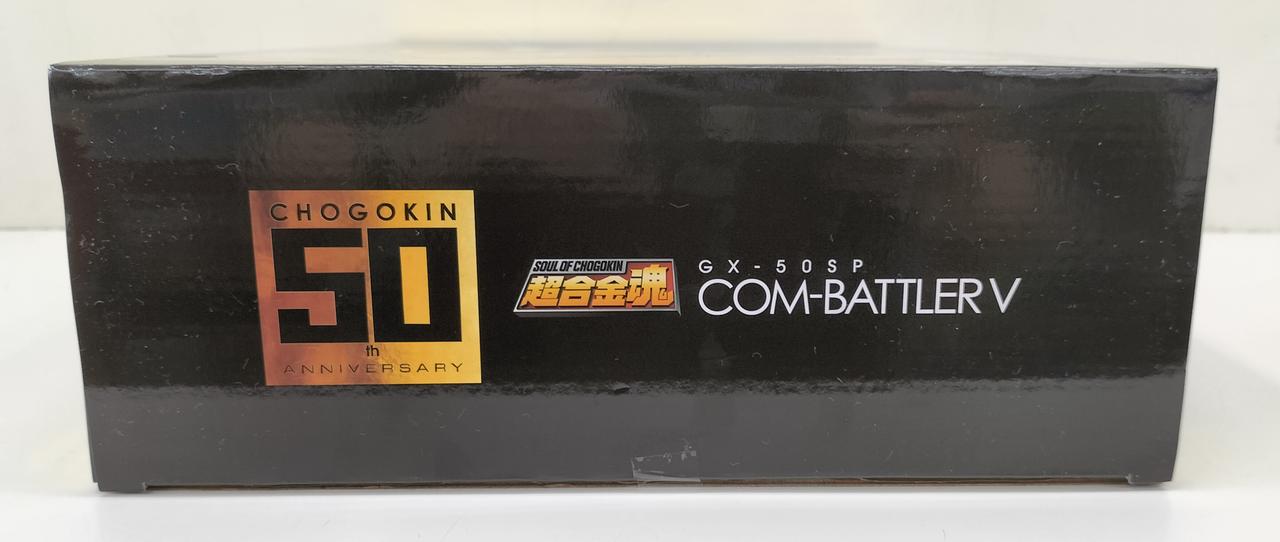 CHOGOKIN
50
th
ANNIVERSARY
SOUL OF CHOGOKIN
超合金魂
GX-50SP
COM-BATTLER V